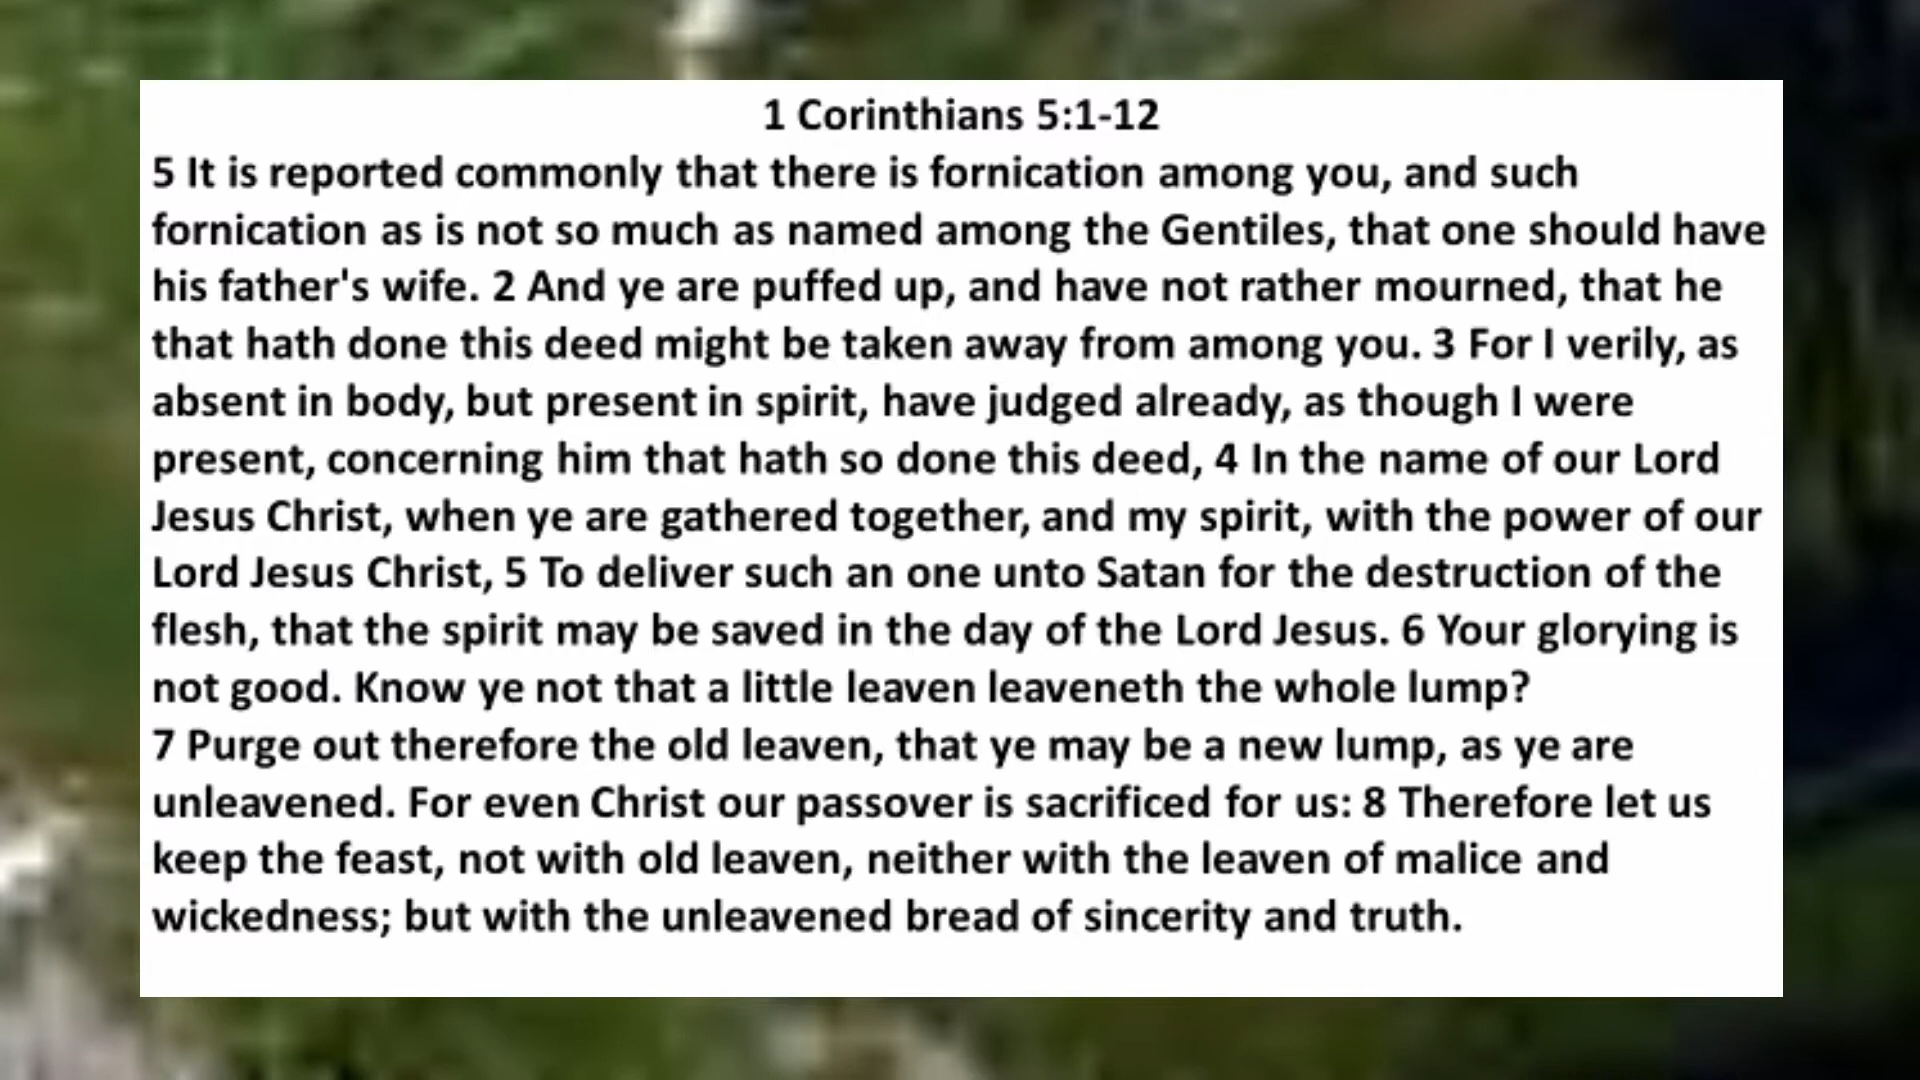 1 Corinthians 5:1-12
5 It is reported commonly that there is fornication among you, and such
fornication as is not so much as named among the Gentiles, that one should have
his father's wife. 2 And ye are puffed up, and have not rather mourned, that he
that hath done this deed might be taken away from among you. 3 For I verily, as
absent in body, but present in spirit, have judged already, as though I were
present, concerning him that hath so done this deed, 4 In the name of our Lord
Jesus Christ, when ye are gathered together, and my spirit, with the power of our
Lord Jesus Christ, 5 To deliver such an one unto Satan for the destruction of the
flesh, that the spirit may be saved in the day of the Lord Jesus. 6 Your glorying is
not good. Know ye not that a little leaven leaveneth the whole lump?
7 Purge out therefore the old leaven, that ye may be a new lump, as ye are
unleavened. For even Christ our passover is sacrificed for us: 8 Therefore let us
keep the feast, not with old leaven, neither with the leaven of malice and
wickedness; but with the unleavened bread of sincerity and truth.